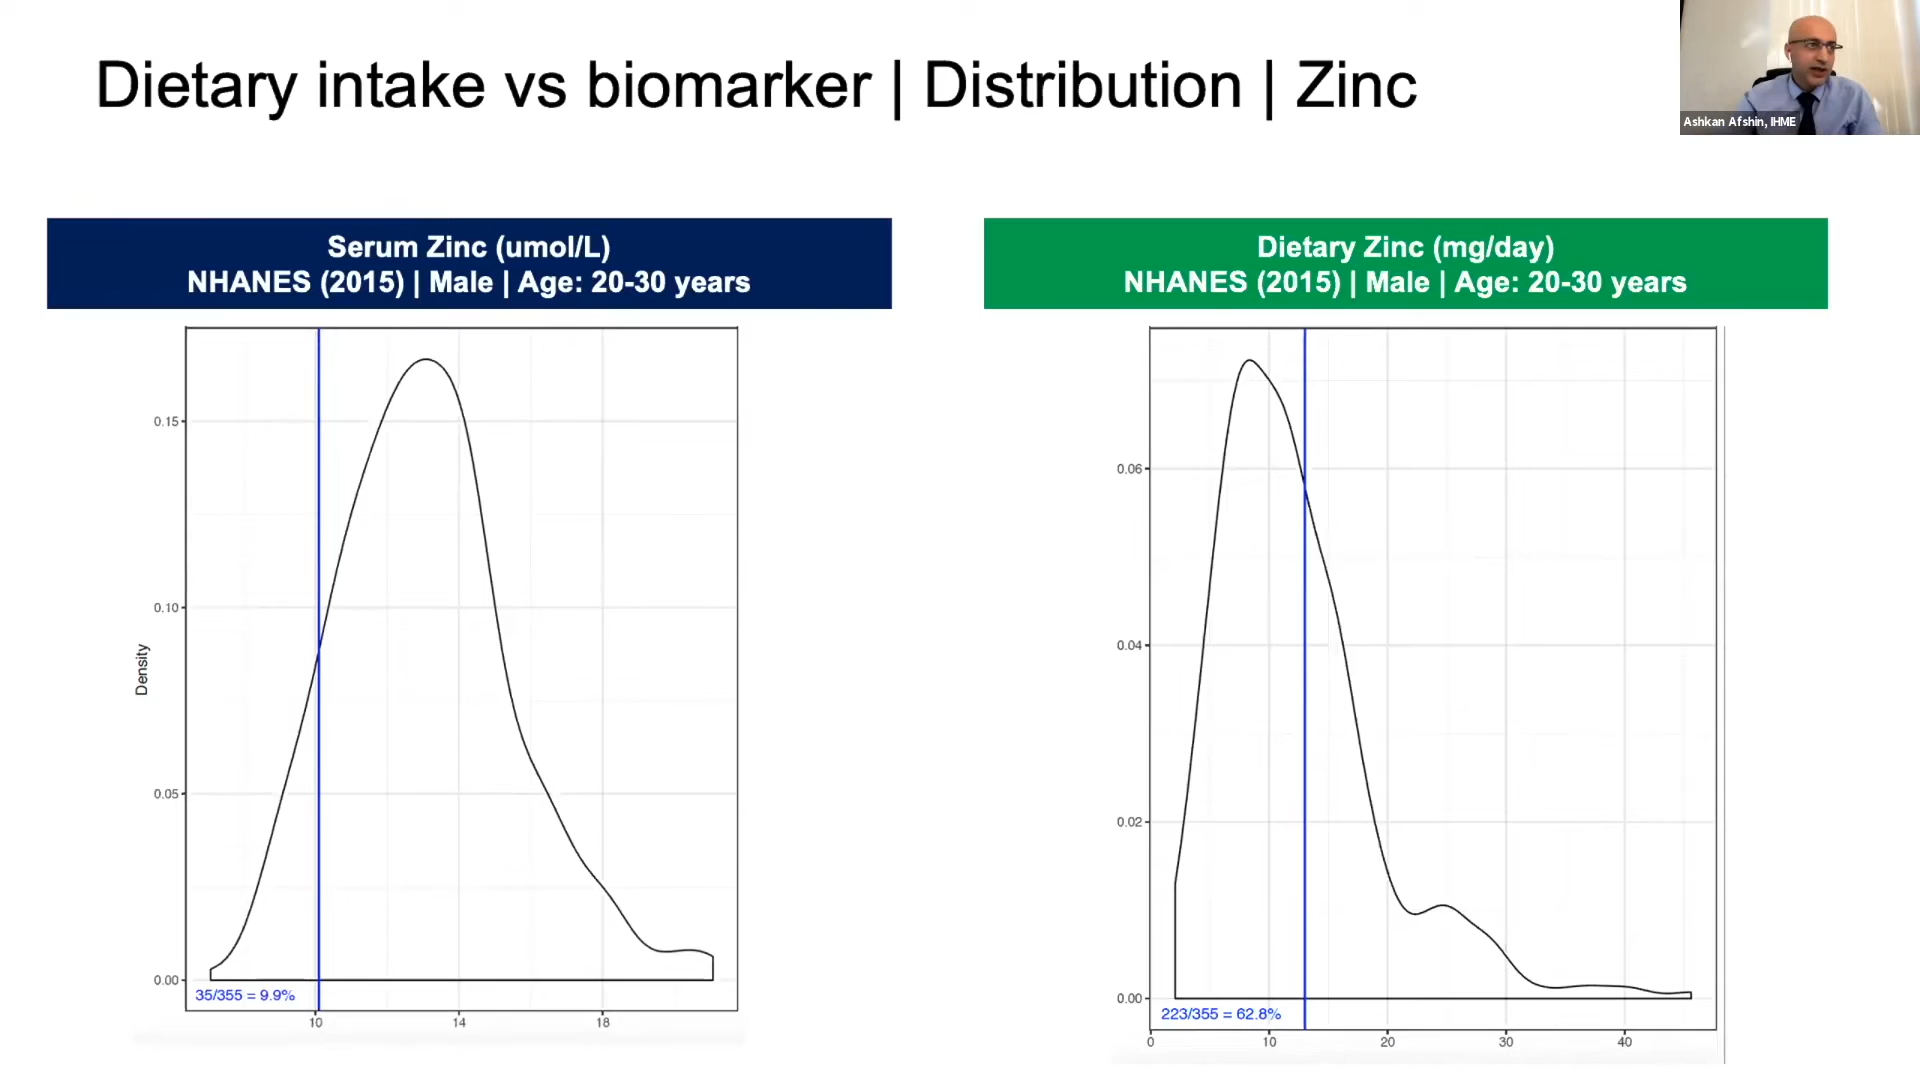 Dietary intake vs biomarker | Distribution | Zinc
Ashkan Afshin, IHME
Serum Zinc (umol/L)
NHANES (2015) | Male | Age: 20-30 years
Density
0.15
0.10
0.05
0.00
35/355 = 9.9%
10 14 18
Dietary Zinc (mg/day)
NHANES (2015) | Male | Age: 20-30 years
0.06
0.04
0.02
0.00
223/355 = 62.8%
0 10 20 30 40